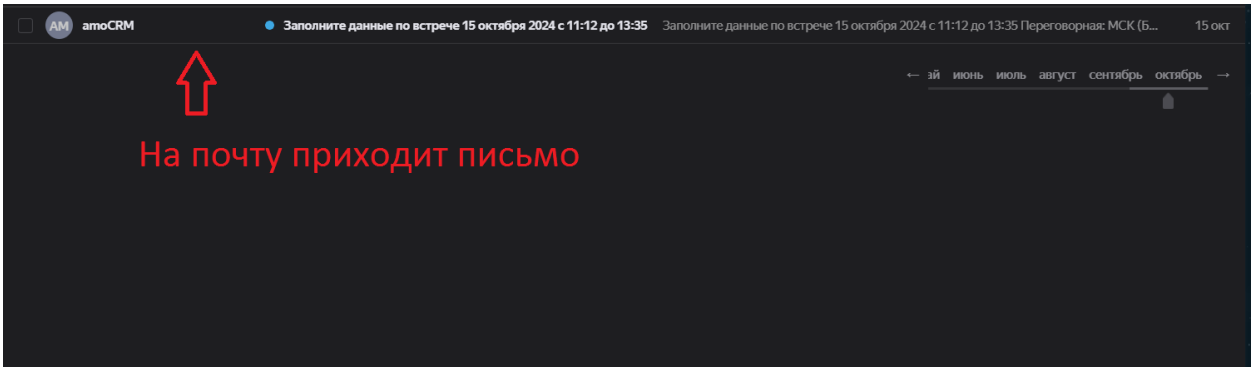 AM amoCRM Заполните данные по встрече 15 октября 2024 с 11:12 до 13:35 Заполните данные по встрече 15 октября 2024 с 11:12 до 13:35 Переговорная: МСК (Б... 15 окт
← ай июнь июль август сентябрь октябрь →
На почту приходит письмо